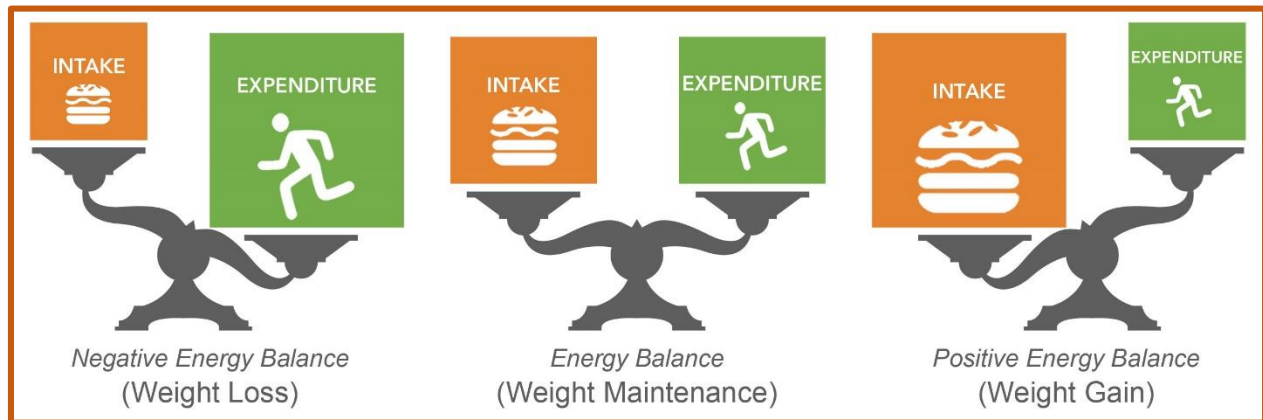 INTAKE
EXPENDITURE
Negative Energy Balance
(Weight Loss)
INTAKE
EXPENDITURE
Energy Balance
(Weight Maintenance)
INTAKE
EXPENDITURE
Positive Energy Balance
(Weight Gain)